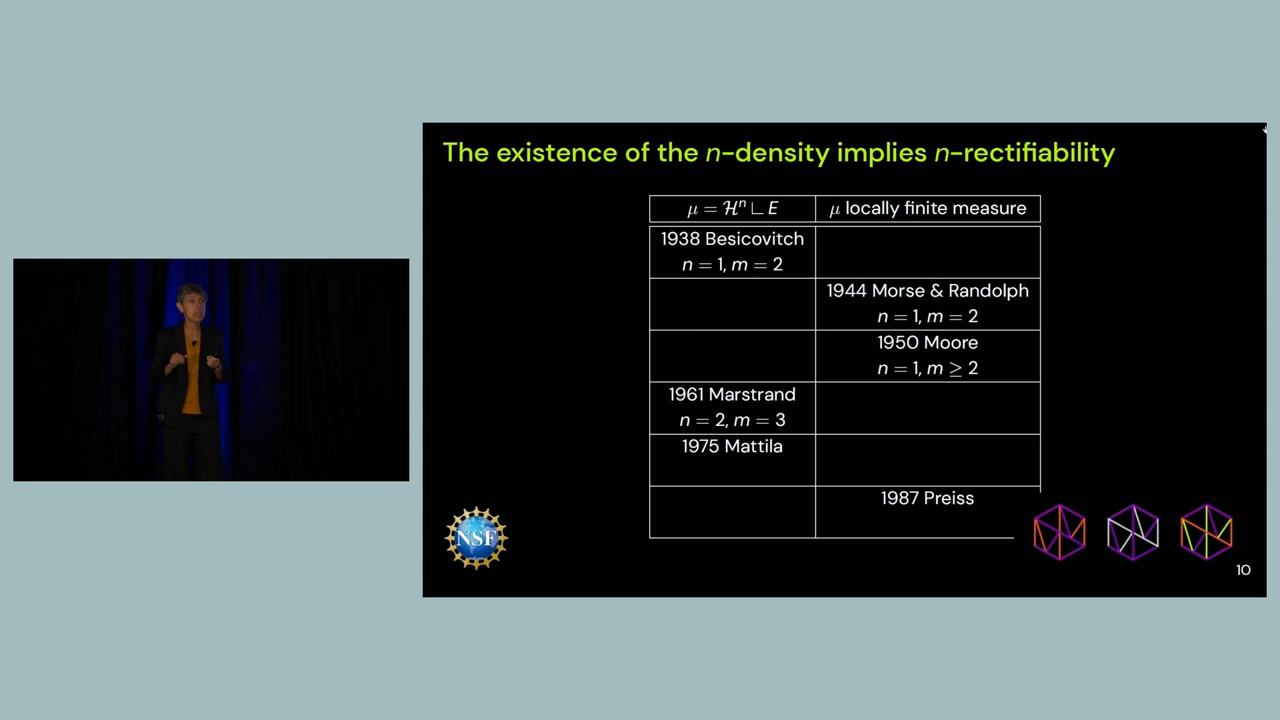 The existence of the n-density implies n-rectifiability
μ = ℋⁿ ∟ E
μ locally finite measure
1938 Besicovitch
n = 1, m = 2
1944 Morse & Randolph
n = 1, m = 2
1950 Moore
n = 1, m ≥ 2
1961 Marstrand
n = 2, m = 3
1975 Mattila
1987 Preiss
NSF
10